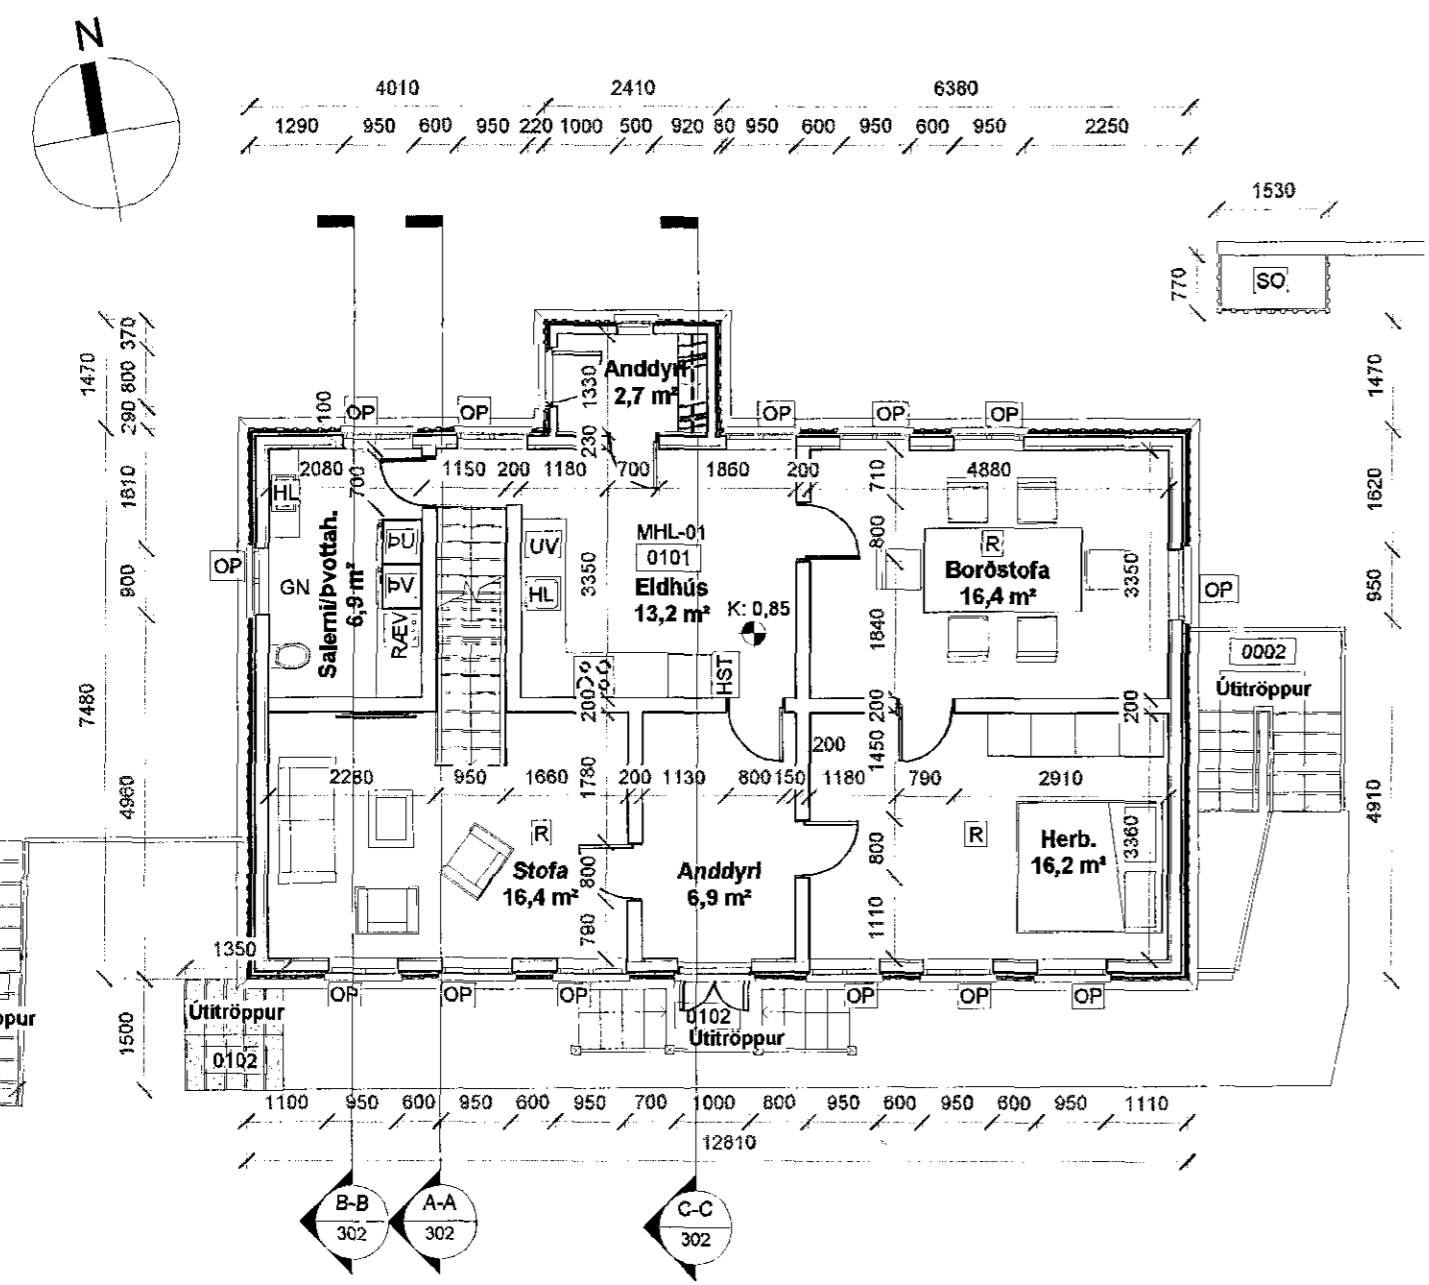 N
4010 2410 6380
1290 950 600 950 220 1000 500 920 80 950 600 950 600 950 2250
1530
770
SO
1470
370
800
290
100
OP
OP
OP
OP
OP
Anddyri
2,7 m²
1330
230
1470
2080
700
1150 200 1180 700 1860 200
710
4880
1810
900
7480
4960
1500
HL
ÞU
ÞV
RÆV
GN
Salerni/Þvottah.
6,9 m²
OP
UV
HL
3350
MHL-01
0101
Eldhús
13,2 m²
K: 0,85
HST
800
1840
R
Borðstofa
16,4 m²
3350
OP
1620
950
4910
0002
Útitröppur
200
200
200
200
1450
2280 950 1660
1780
200 1130 800 150 1180 790 2910
R
Stofa
16,4 m²
800
790
Anddyri
6,9 m²
800
1110
R
Herb.
16,2 m²
3360
1350
OP
OP
OP
OP
OP
OP
Útitröppur
0102
0102
Útitröppur
ppur
1100 950 600 950 600 950 700 1000 800 950 600 950 600 950 1110
12810
B-B
302
A-A
302
C-C
302